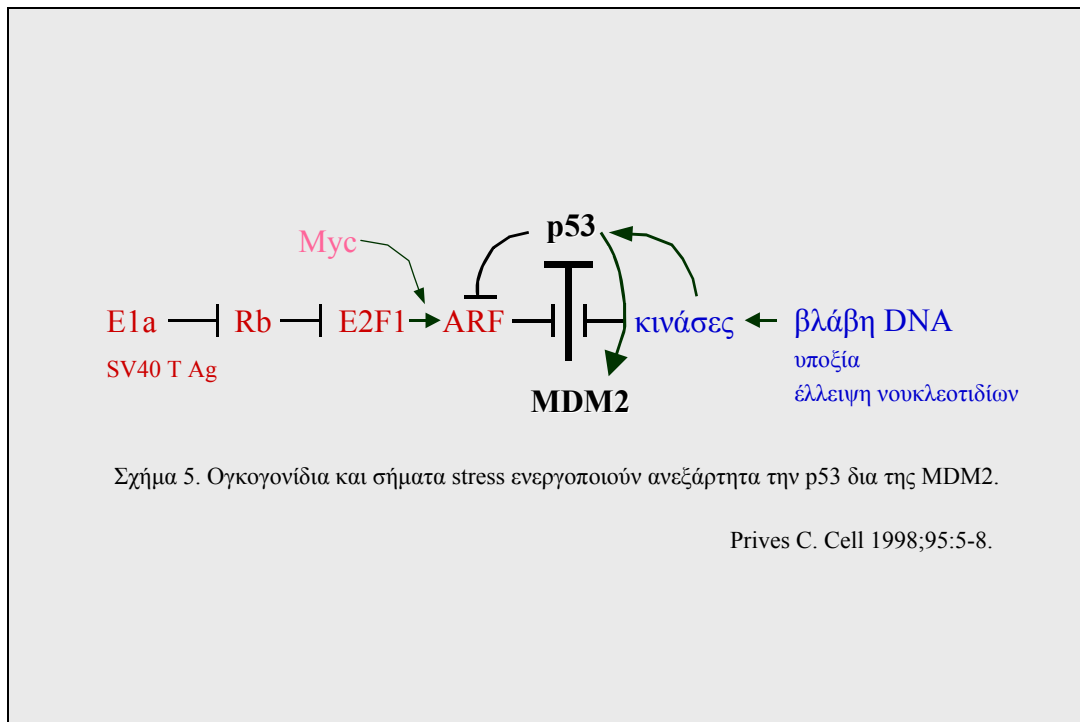 p53
Myc
E1a Rb E2F1 ARF κινάσες βλάβη DNA
SV40 T Ag
υποξία
έλλειψη νουκλεοτιδίων
MDM2
Σχήμα 5. Ογκογονίδια και σήματα stress ενεργοποιούν ανεξάρτητα την p53 δια της MDM2.
Prives C. Cell 1998;95:5-8.